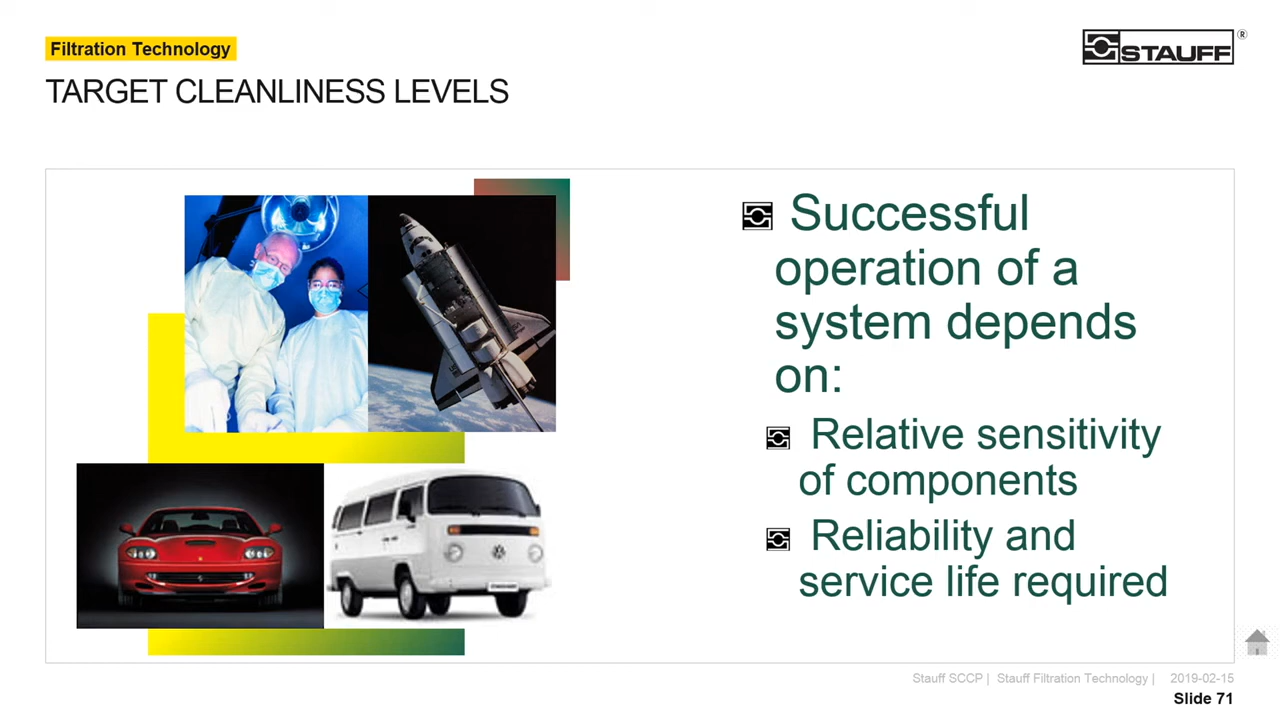 Filtration Technology
STAUFF®
TARGET CLEANLINESS LEVELS
Successful
operation of a
system depends
on:
Relative sensitivity
of components
Reliability and
service life required
Stauff SCCP | Stauff Filtration Technology | 2019-02-15
Slide 71